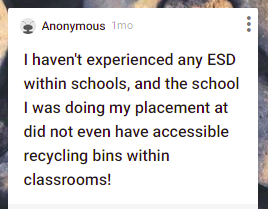 Anonymous 1mo
I haven't experienced any ESD
within schools, and the school
I was doing my placement at
did not even have accessible
recycling bins within
classrooms!